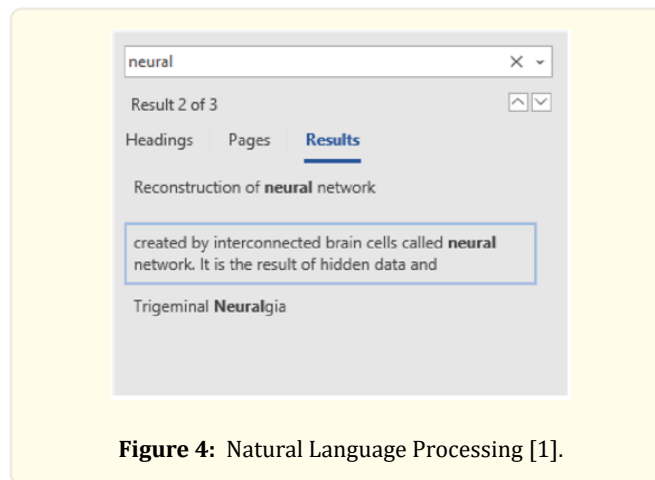 neural
Result 2 of 3
Headings Pages Results
Reconstruction of neural network
created by interconnected brain cells called neural
network. It is the result of hidden data and
Trigeminal Neuralgia
Figure 4: Natural Language Processing [1].